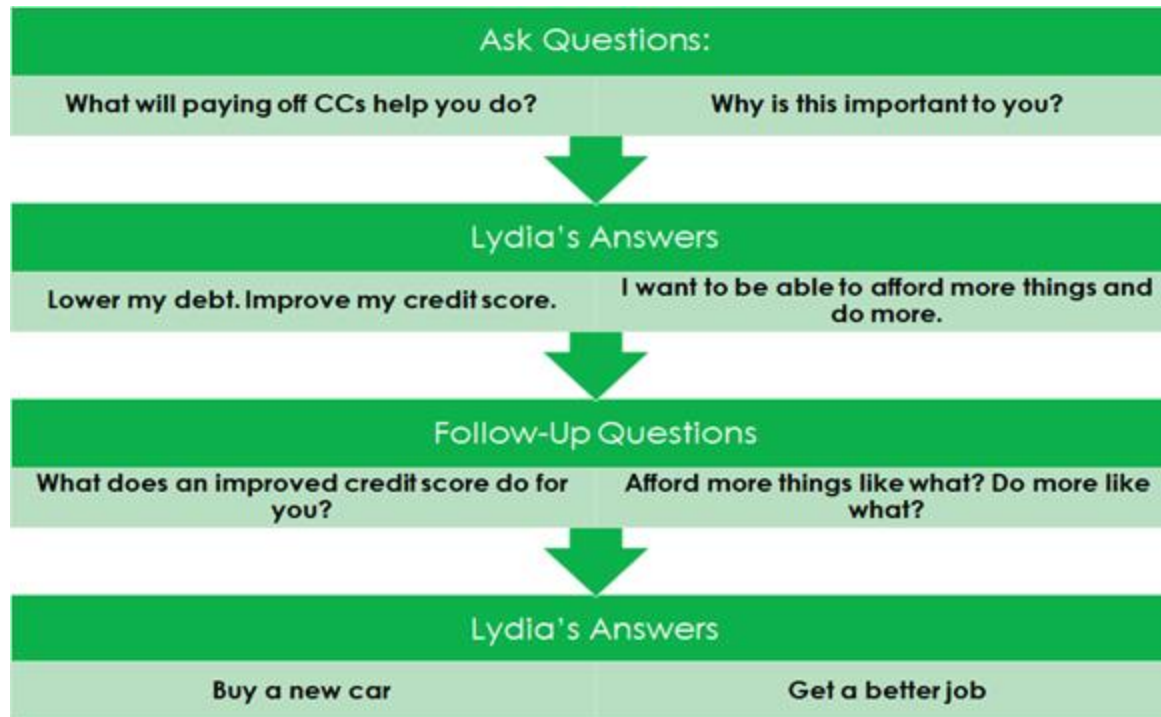 Ask Questions:
What will paying off CCs help you do?
Why is this important to you?
Lydia's Answers
Lower my debt. Improve my credit score.
I want to be able to afford more things and
do more.
Follow-Up Questions
What does an improved credit score do for
you?
Afford more things like what? Do more like
what?
Lydia's Answers
Buy a new car
Get a better job